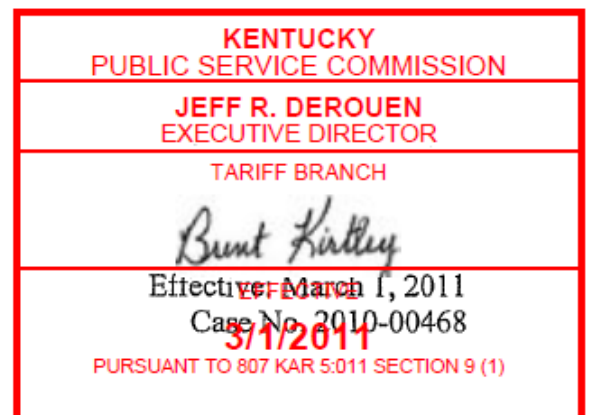 KENTUCKY
PUBLIC SERVICE COMMISSION
JEFF R. DEROUEN
EXECUTIVE DIRECTOR
TARIFF BRANCH
Brent Kirtley
Effective: March 1, 2011
EFFECTIVE
Case No. 2010-00468
3/1/2011
PURSUANT TO 807 KAR 5:011 SECTION 9 (1)